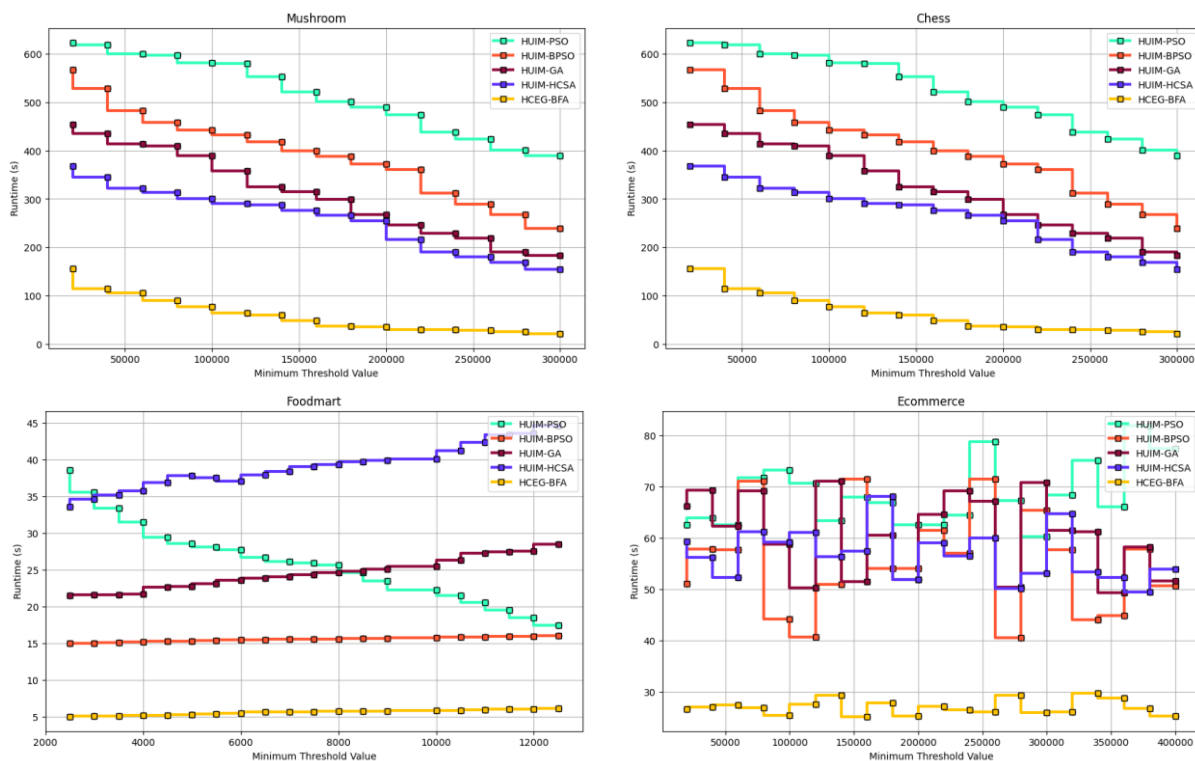 Mushroom
600
500
400
300
200
100
0
Runtime (s)
50000 100000 150000 200000 250000 300000
Minimum Threshold Value
HUIM-PSO
HUIM-BPSO
HUIM-GA
HUIM-HCSA
HCEG-BFA
Chess
600
500
400
300
200
100
0
Runtime (s)
50000 100000 150000 200000 250000 300000
Minimum Threshold Value
HUIM-PSO
HUIM-BPSO
HUIM-GA
HUIM-HCSA
HCEG-BFA
Foodmart
45
40
35
30
25
20
15
10
5
Runtime (s)
2000 4000 6000 8000 10000 12000
Minimum Threshold Value
HUIM-PSO
HUIM-BPSO
HUIM-GA
HUIM-HCSA
HCEG-BFA
Ecommerce
80
70
60
50
40
30
Runtime (s)
50000 100000 150000 200000 250000 300000 350000 400000
Minimum Threshold Value
HUIM-PSO
HUIM-BPSO
HUIM-GA
HUIM-HCSA
HCEG-BFA